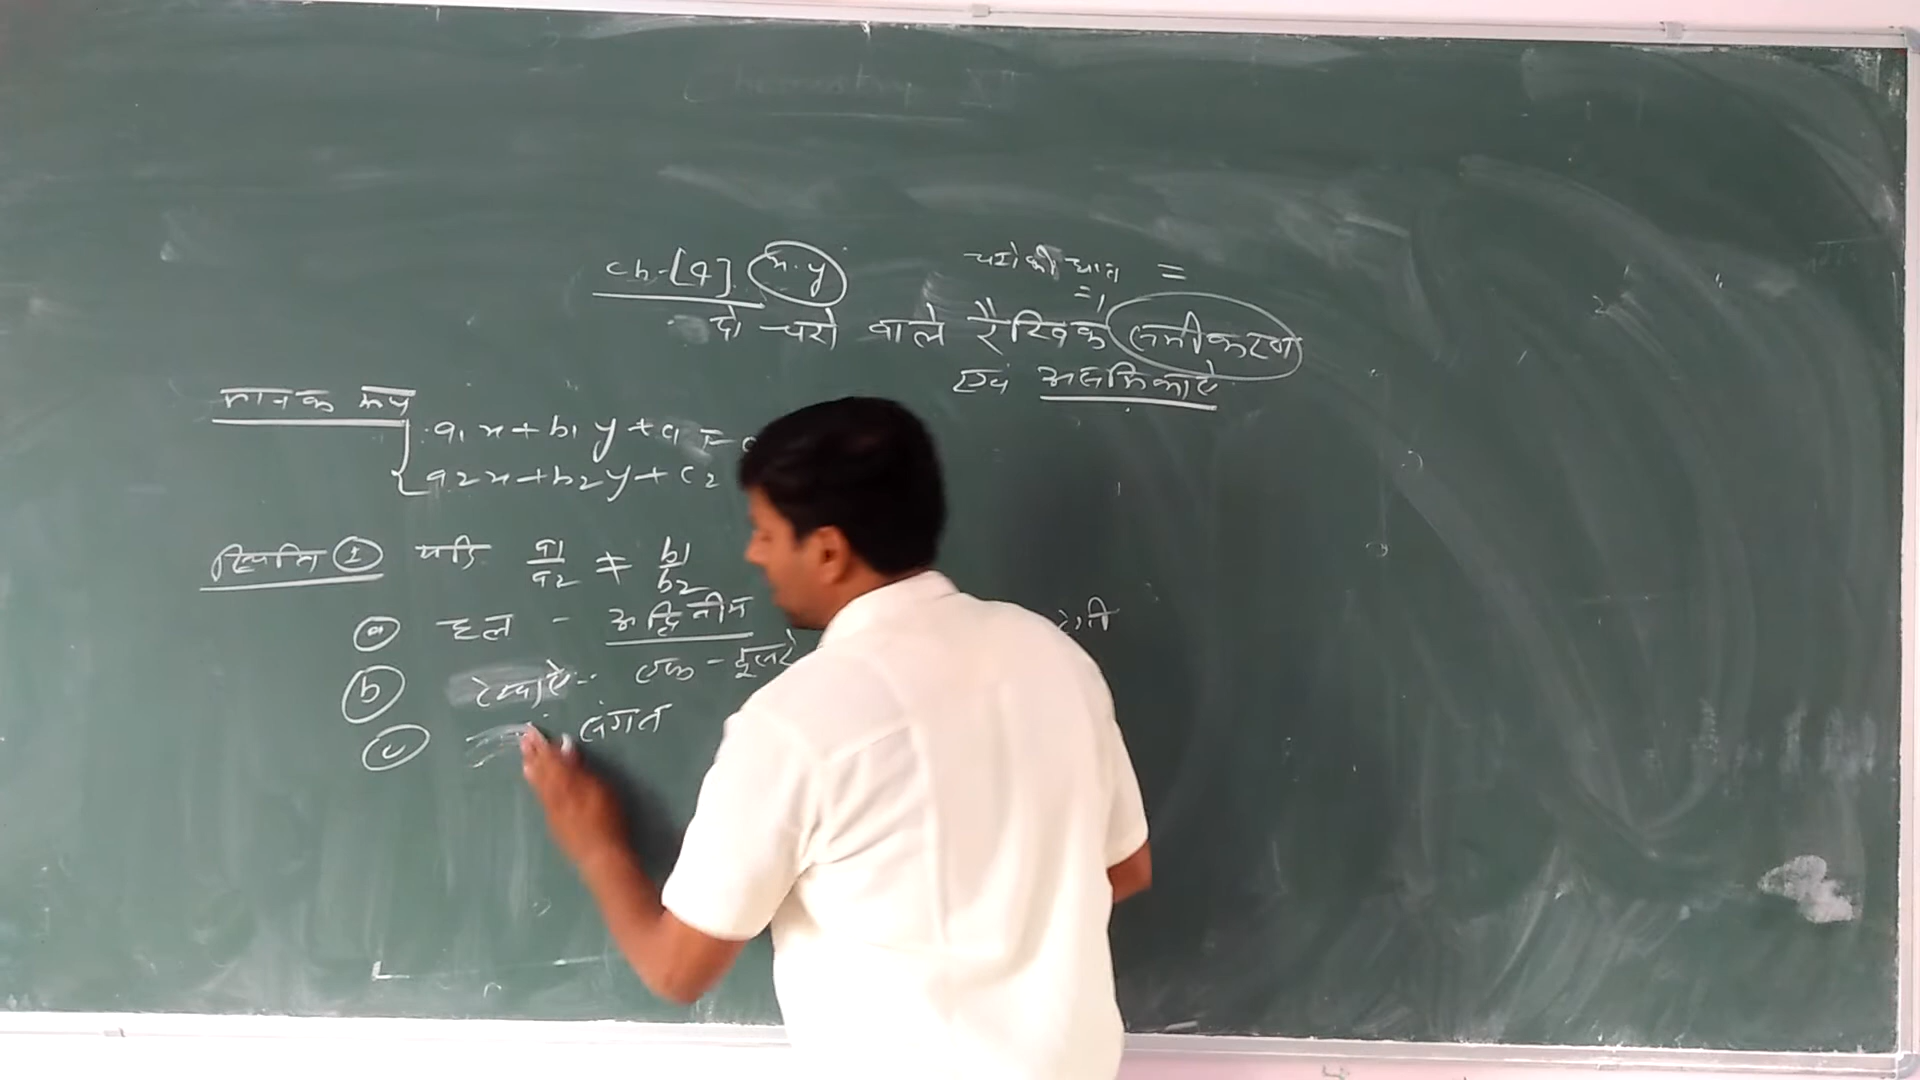 ch-[4] x.y
चरो की घात =
= 1
दो चरो वाले रैखिक समीकरण
एवं असमिकाए
मानक रूप
a1x + b1y + c1 = 0
a2x + b2y + c2
स्थिति 1 यदि a1/a2 ≠ b1/b2
a हल - अद्वितीय
b रेखाएं - एक - दूसरे
c संगत